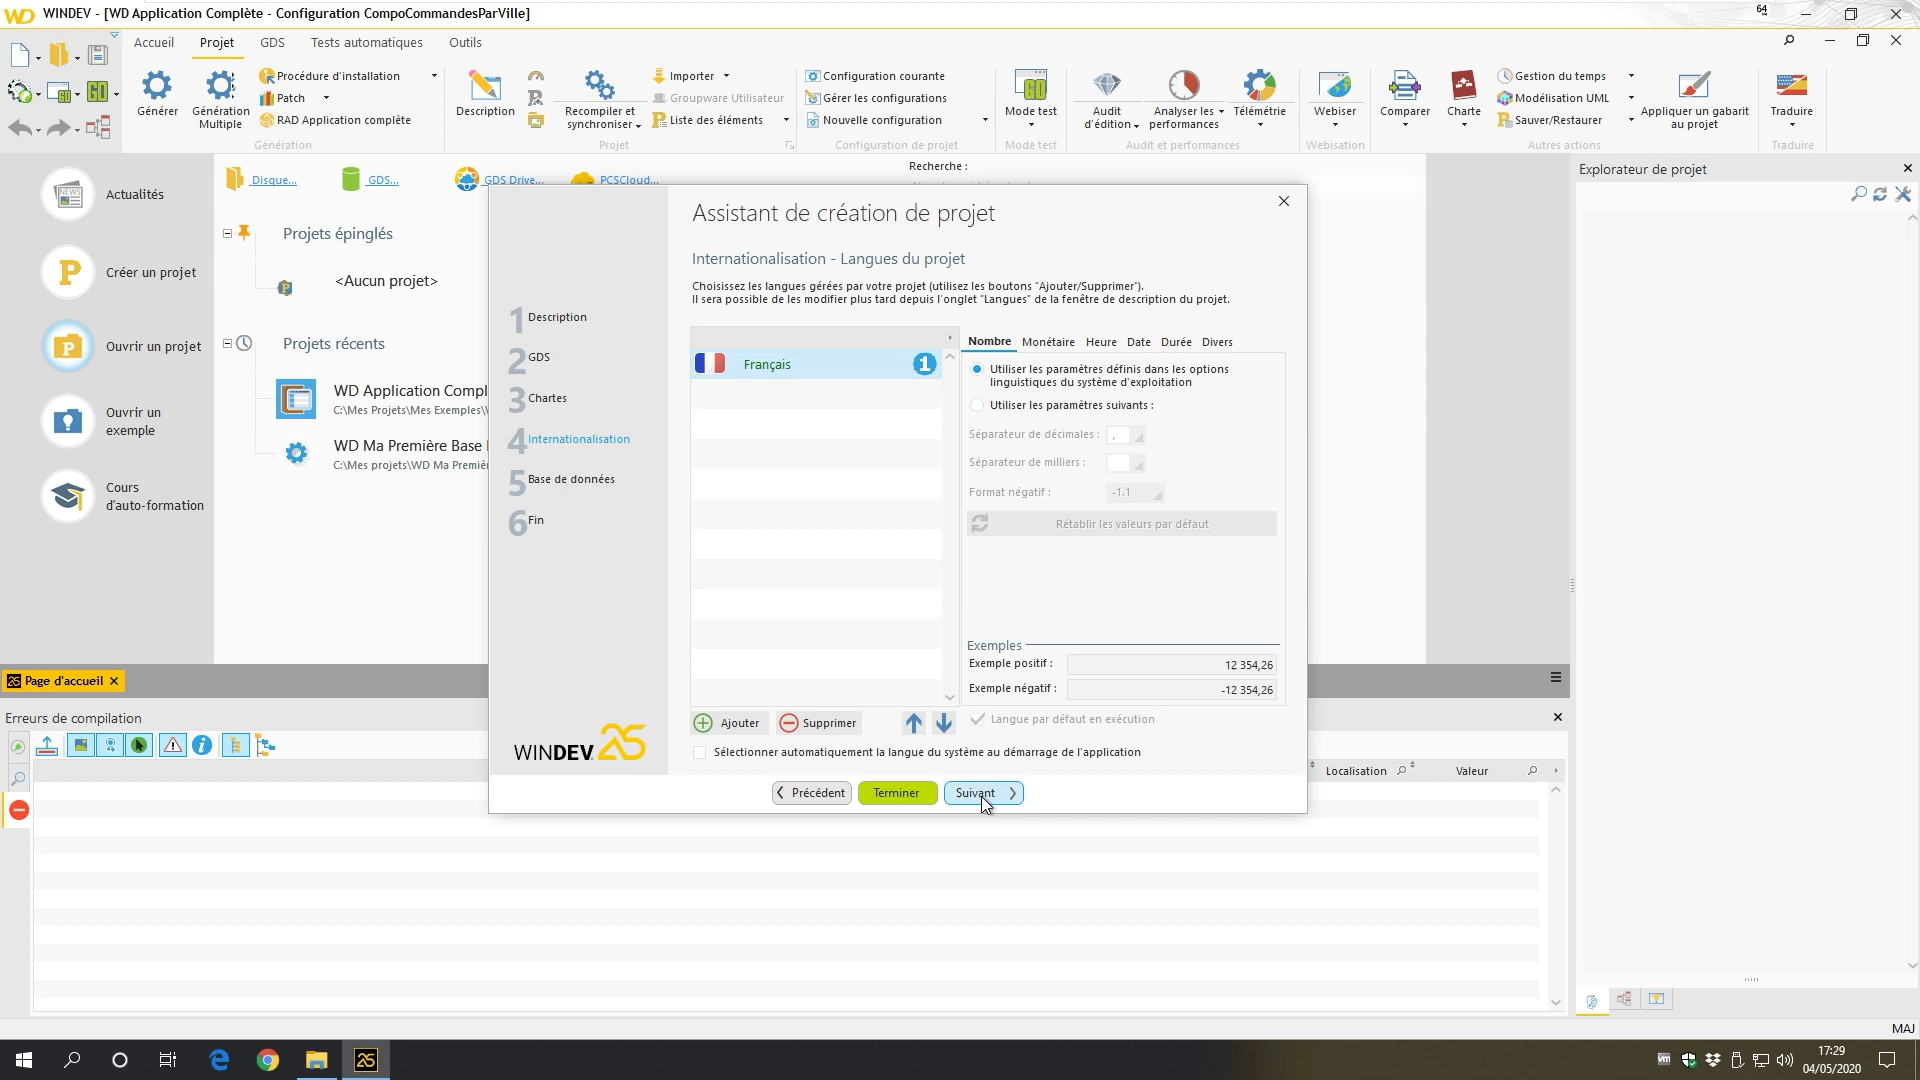 WINDEV - [WD Application Complète - Configuration CompoCommandesParVille]
64
Accueil
Projet
GDS
Tests automatiques
Outils
Générer
Génération Multiple
Procédure d'installation
Patch
RAD Application complète
Génération
Description
Recompiler et synchroniser
Importer
Groupware Utilisateur
Liste des éléments
Projet
Configuration courante
Gérer les configurations
Nouvelle configuration
Configuration de projet
Mode test
Mode test
Audit d'édition
Analyser les performances
Télémétrie
Audit et performances
Webiser
Webisation
Comparer
Charte
Gestion du temps
Modélisation UML
Sauver/Restaurer
Appliquer un gabarit au projet
Autres actions
Traduire
Traduire
Actualités
Créer un projet
Ouvrir un projet
Ouvrir un exemple
Cours d'auto-formation
Disque...
GDS...
GDS Drive...
PCSCloud...
Recherche :
Projets épinglés
<Aucun projet>
Projets récents
WD Application Compl
C:\Mes Projets\Mes Exemples\
WD Ma Première Base
C:\Mes projets\WD Ma Premiè
Explorateur de projet
Assistant de création de projet
Internationalisation - Langues du projet
Choisissez les langues gérées par votre projet (utilisez les boutons "Ajouter/Supprimer").
Il sera possible de les modifier plus tard depuis l'onglet "Langues" de la fenêtre de description du projet.
1 Description
2 GDS
3 Chartes
4 Internationalisation
5 Base de données
6 Fin
WINDEV 25
Français
1
Nombre
Monétaire
Heure
Date
Durée
Divers
Utiliser les paramètres définis dans les options
linguistiques du système d'exploitation
Utiliser les paramètres suivants :
Séparateur de décimales : ,
Séparateur de milliers :
Format négatif : -1.1
Rétablir les valeurs par défaut
Exemples
Exemple positif : 12 354,26
Exemple négatif : -12 354,26
Ajouter
Supprimer
Langue par défaut en exécution
Sélectionner automatiquement la langue du système au démarrage de l'application
Précédent
Terminer
Suivant
Page d'accueil
Erreurs de compilation
Localisation
Valeur
MAJ
17:29
04/05/2020